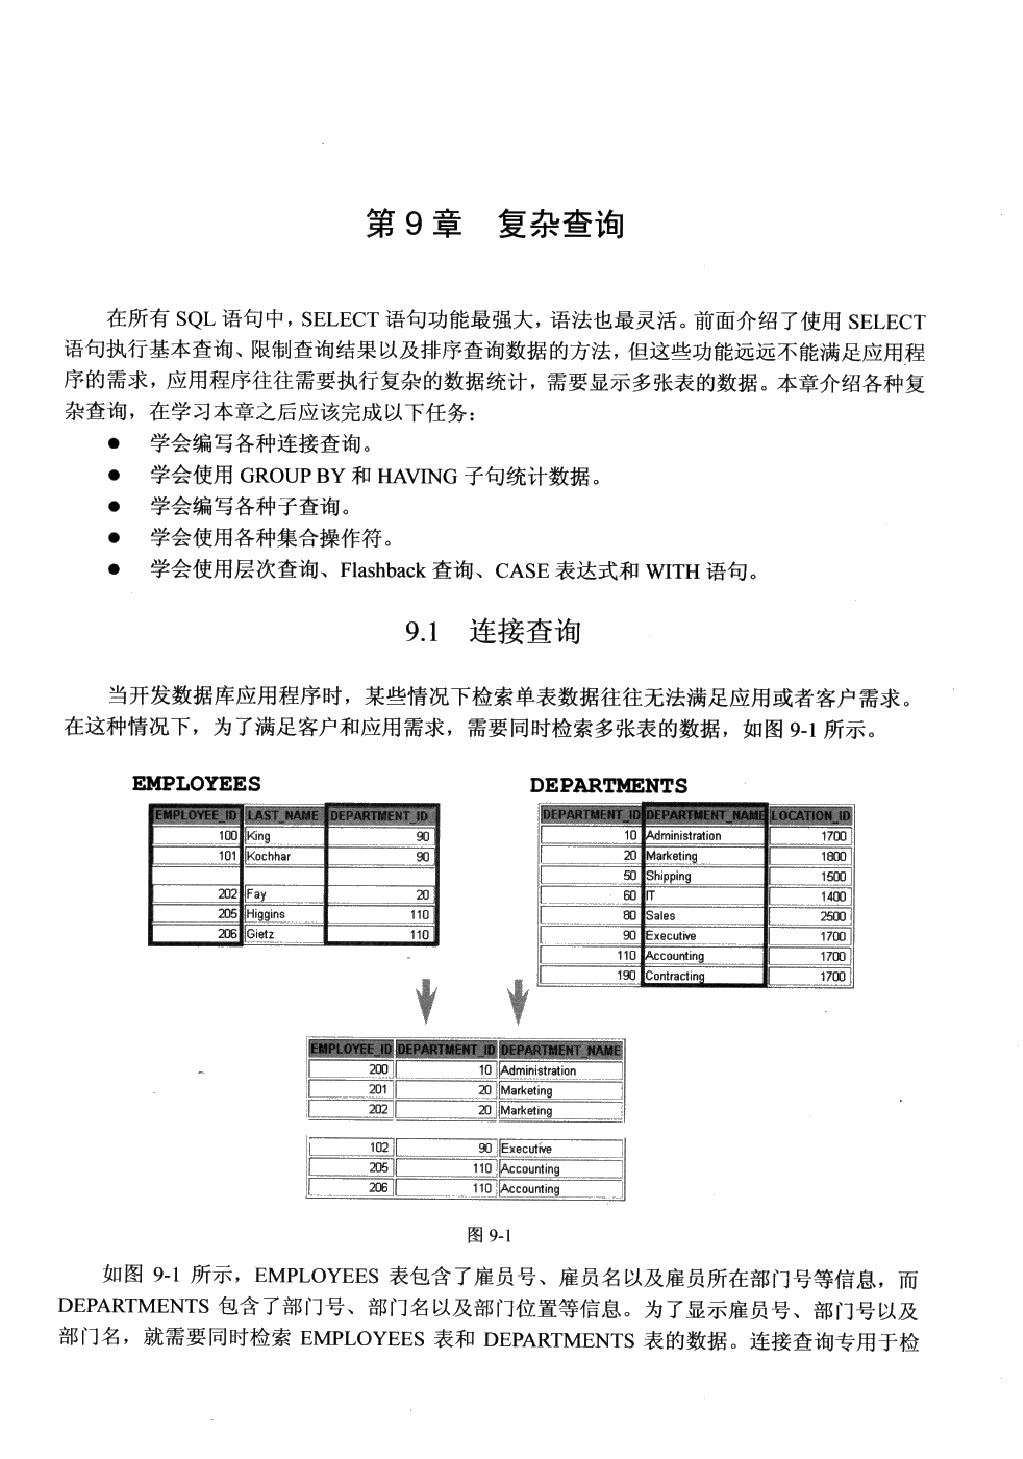 第 9 章 复杂查询
在所有 SQL 语句中，SELECT 语句功能最强大，语法也最灵活。前面介绍了使用 SELECT
语句执行基本查询、限制查询结果以及排序查询数据的方法，但这些功能远远不能满足应用程
序的需求，应用程序往往需要执行复杂的数据统计，需要显示多张表的数据。本章介绍各种复
杂查询，在学习本章之后应该完成以下任务：
● 学会编写各种连接查询。
● 学会使用 GROUP BY 和 HAVING 子句统计数据。
● 学会编写各种子查询。
● 学会使用各种集合操作符。
● 学会使用层次查询、Flashback 查询、CASE 表达式和 WITH 语句。
9.1 连接查询
当开发数据库应用程序时，某些情况下检索单表数据往往无法满足应用或者客户需求。
在这种情况下，为了满足客户和应用需求，需要同时检索多张表的数据，如图 9-1 所示。
EMPLOYEES
EMPLOYEE_ID LAST_NAME DEPARTMENT_ID
100 King 90
101 Kochhar 90
202 Fay 20
205 Higgins 110
206 Gietz 110
DEPARTMENTS
DEPARTMENT_ID DEPARTMENT_NAME LOCATION_ID
10 Administration 1700
20 Marketing 1800
50 Shipping 1500
60 IT 1400
80 Sales 2500
90 Executive 1700
110 Accounting 1700
190 Contracting 1700
EMPLOYEE_ID DEPARTMENT_ID DEPARTMENT_NAME
200 10 Administration
201 20 Marketing
202 20 Marketing
102 90 Executive
205 110 Accounting
206 110 Accounting
图 9-1
如图 9-1 所示，EMPLOYEES 表包含了雇员号、雇员名以及雇员所在部门号等信息，而
DEPARTMENTS 包含了部门号、部门名以及部门位置等信息。为了显示雇员号、部门号以及
部门名，就需要同时检索 EMPLOYEES 表和 DEPARTMENTS 表的数据。连接查询专用于检